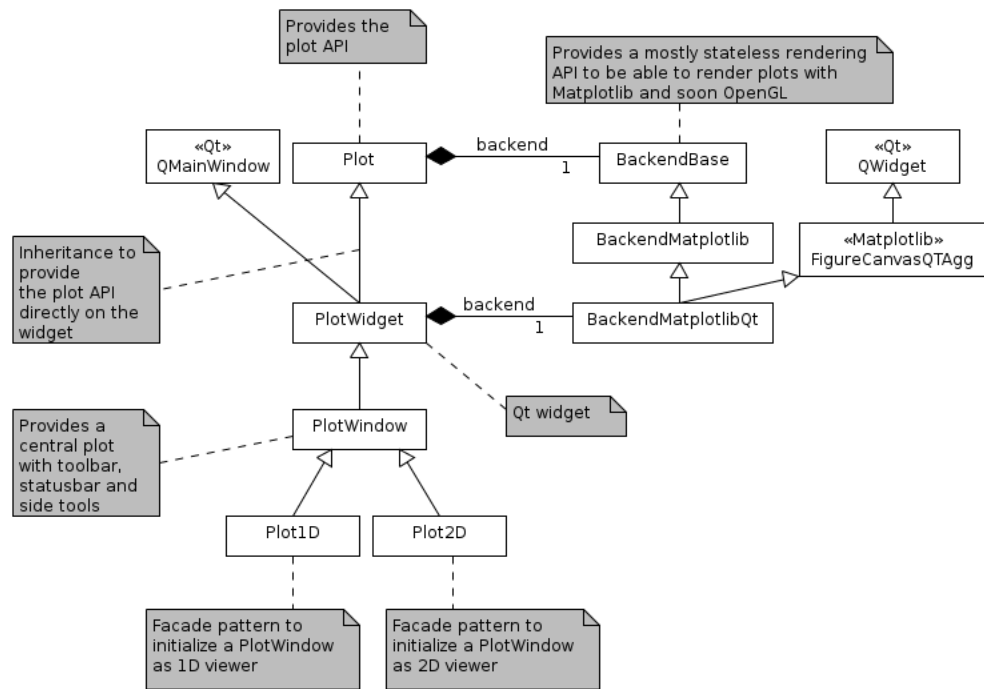 Provides the
plot API
Provides a mostly stateless rendering
API to be able to render plots with
Matplotlib and soon OpenGL
«Qt»
QMainWindow
Plot
backend
1
BackendBase
«Qt»
QWidget
BackendMatplotlib
«Matplotlib»
FigureCanvasQTAgg
Inheritance to
provide
the plot API
directly on the
widget
PlotWidget
backend
1
BackendMatplotlibQt
Qt widget
Provides a
central plot
with toolbar,
statusbar and
side tools
PlotWindow
Plot1D
Plot2D
Facade pattern to
initialize a PlotWindow
as 1D viewer
Facade pattern to
initialize a PlotWindow
as 2D viewer